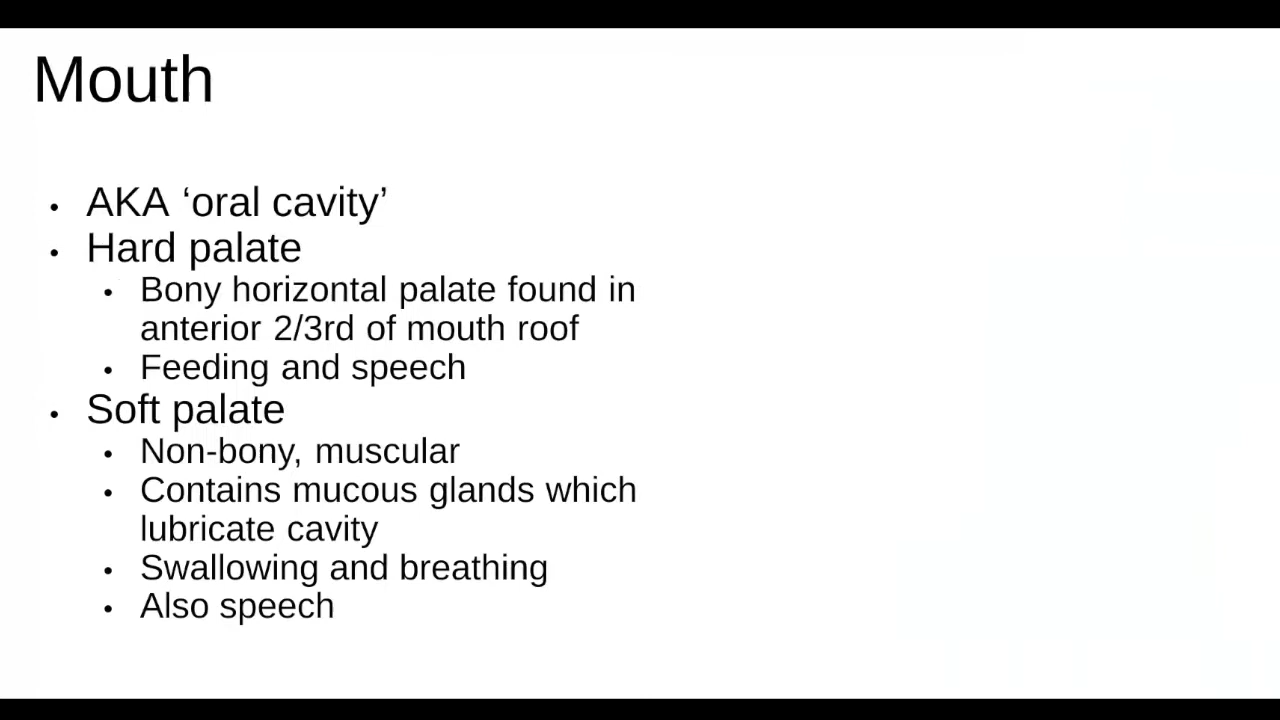 Mouth
• AKA ‘oral cavity’
• Hard palate
• Bony horizontal palate found in
anterior 2/3rd of mouth roof
• Feeding and speech
• Soft palate
• Non-bony, muscular
• Contains mucous glands which
lubricate cavity
• Swallowing and breathing
• Also speech